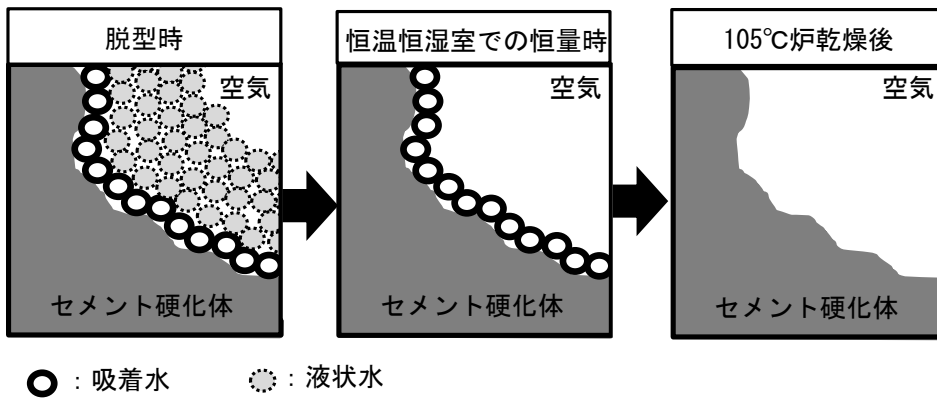 脱型時
恒温恒湿室での恒量時
105℃炉乾燥後
空気
空気
空気
セメント硬化体
セメント硬化体
セメント硬化体
：吸着水
：液状水